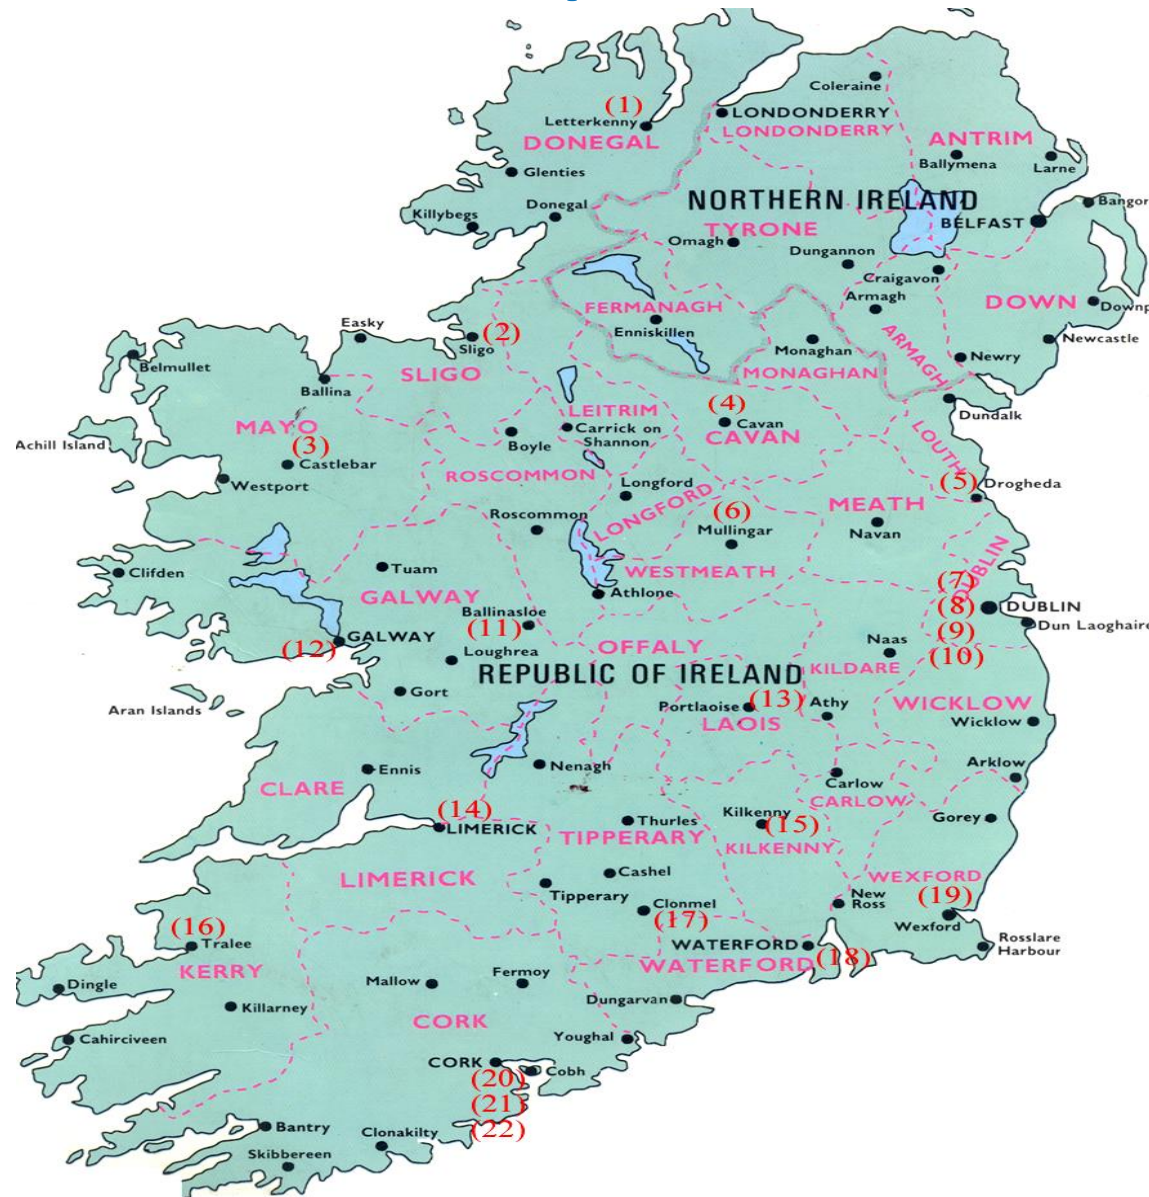 Coleraine
(1)
Letterkenny
LONDONDERRY
LONDONDERRY
DONEGAL
ANTRIM
Ballymena
Larne
Glenties
NORTHERN IRELAND
Bangor
Killybegs
Donegal
BELFAST
TYRONE
Omagh
Dungannon
Craigavon
Armagh
DOWN
Downp
FERMANAGH
Enniskillen
Easky
(2)
Sligo
ARMAGH
Newcastle
Monaghan
Newry
MONAGHAN
Belmullet
SLIGO
Ballina
(4)
Cavan
CAVAN
LEITRIM
Carrick on
Shannon
Dundalk
MAYO
(3)
Castlebar
Achill Island
Boyle
LOUTH
ROSCOMMON
Westport
Longford
LONGFORD
(5)
Drogheda
MEATH
Navan
(6)
Mullingar
Roscommon
DUBLIN
Clifden
Tuam
WESTMEATH
(7)
GALWAY
Athlone
Ballinasloe
(11)
(8)
DUBLIN
Dun Laoghaire
(9)
(12)
GALWAY
Loughrea
OFFALY
Naas
(10)
KILDARE
REPUBLIC OF IRELAND
Gort
Aran Islands
Portlaoise
(13)
LAOIS
Athy
WICKLOW
Wicklow
Ennis
CLARE
Nenagh
Arklow
Carlow
CARLOW
(14)
LIMERICK
Thurles
Kilkenny
(15)
Gorey
TIPPERARY
KILKENNY
LIMERICK
Cashel
WEXFORD
Tipperary
Clonmel
(17)
New
Ross
(19)
Wexford
(16)
Tralee
KERRY
WATERFORD
WATERFORD
(18)
Rosslare
Harbour
Dingle
Mallow
Fermoy
Killarney
Dungarvan
CORK
Cahirciveen
Youghal
CORK
Cobh
(20)
(21)
(22)
Bantry
Clonakilty
Skibbereen